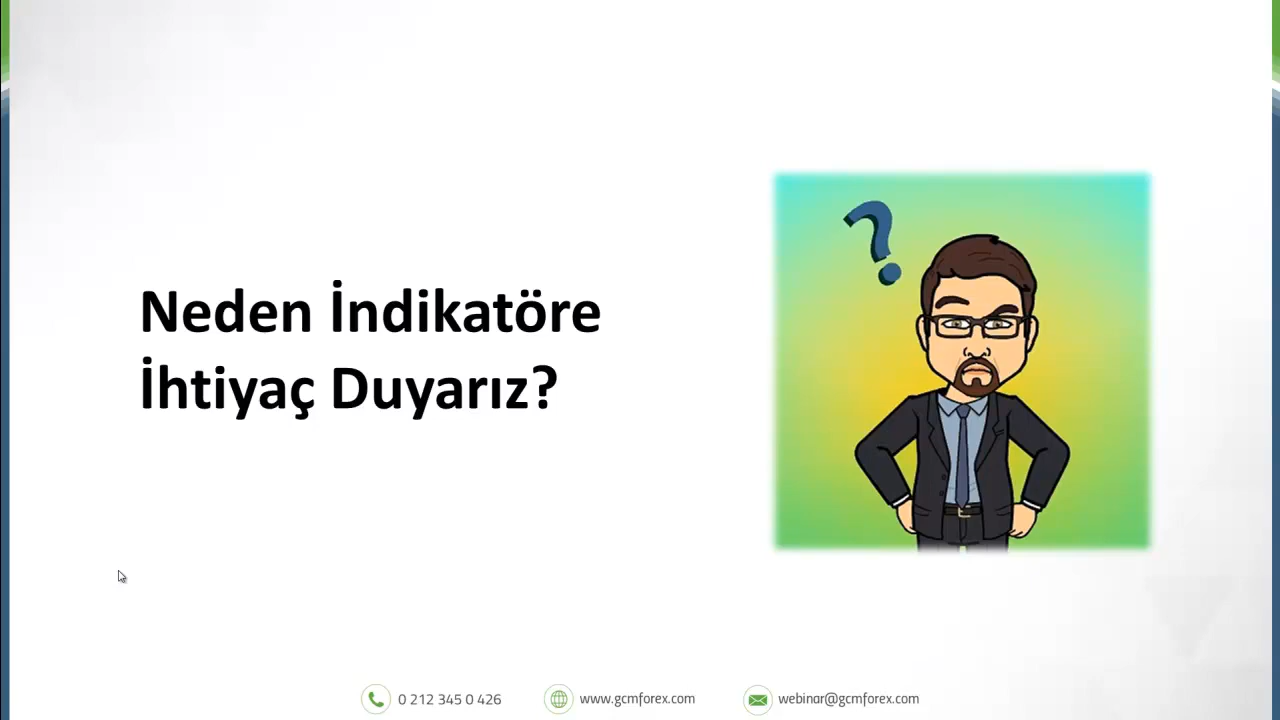 Neden İndikatöre
İhtiyaç Duyarız?
0 212 345 0 426
www.gcmforex.com
webinar@gcmforex.com